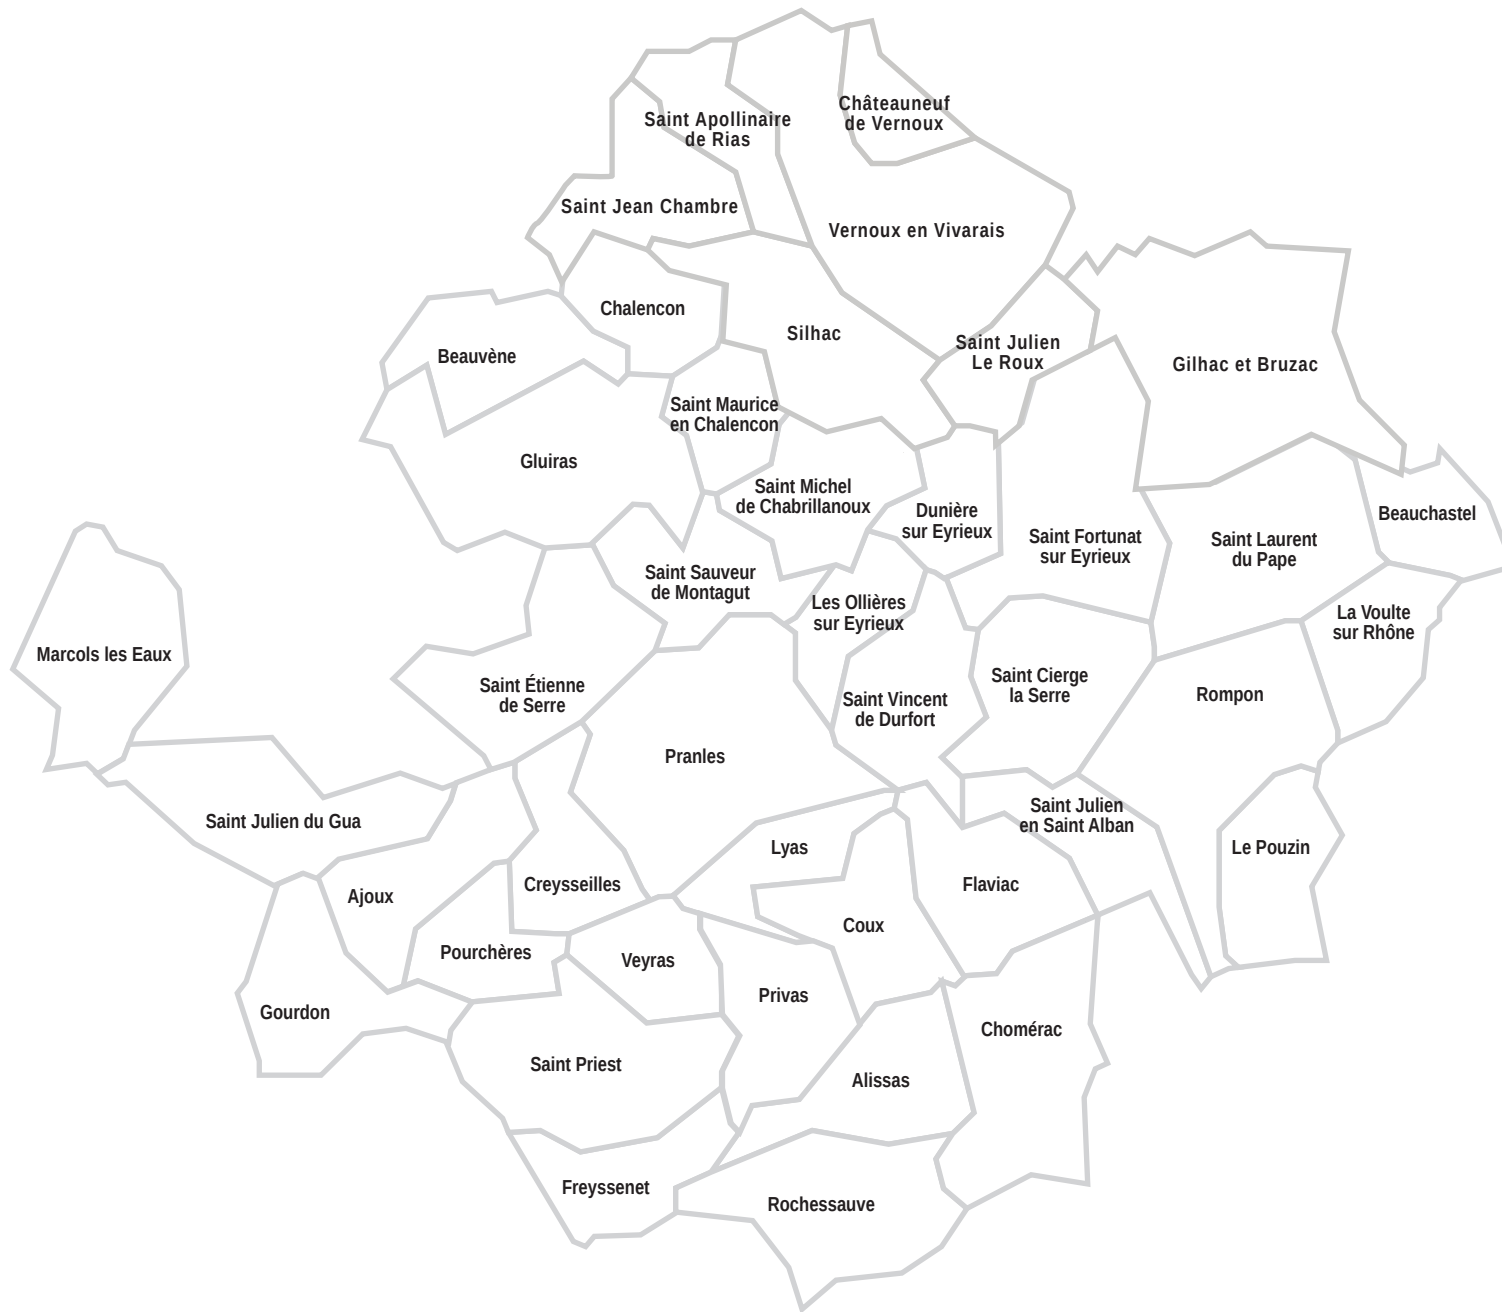 Châteauneuf
de Vernoux
Saint Apollinaire
de Rias
Saint Jean Chambre
Vernoux en Vivarais
Chalencon
Silhac
Beauvène
Saint Julien
Le Roux
Gilhac et Bruzac
Saint Maurice
en Chalencon
Gluiras
Saint Michel
de Chabrillanoux
Dunière
sur Eyrieux
Saint Fortunat
sur Eyrieux
Saint Laurent
du Pape
Beauchastel
Saint Sauveur
de Montagut
Les Ollières
sur Eyrieux
La Voulte
sur Rhône
Marcols les Eaux
Saint Étienne
de Serre
Saint Vincent
de Durfort
Saint Cierge
la Serre
Rompon
Pranles
Saint Julien du Gua
Saint Julien
en Saint Alban
Lyas
Le Pouzin
Ajoux
Creysseilles
Flaviac
Coux
Pourchères
Veyras
Privas
Gourdon
Chomérac
Saint Priest
Alissas
Freyssenet
Rochessauve